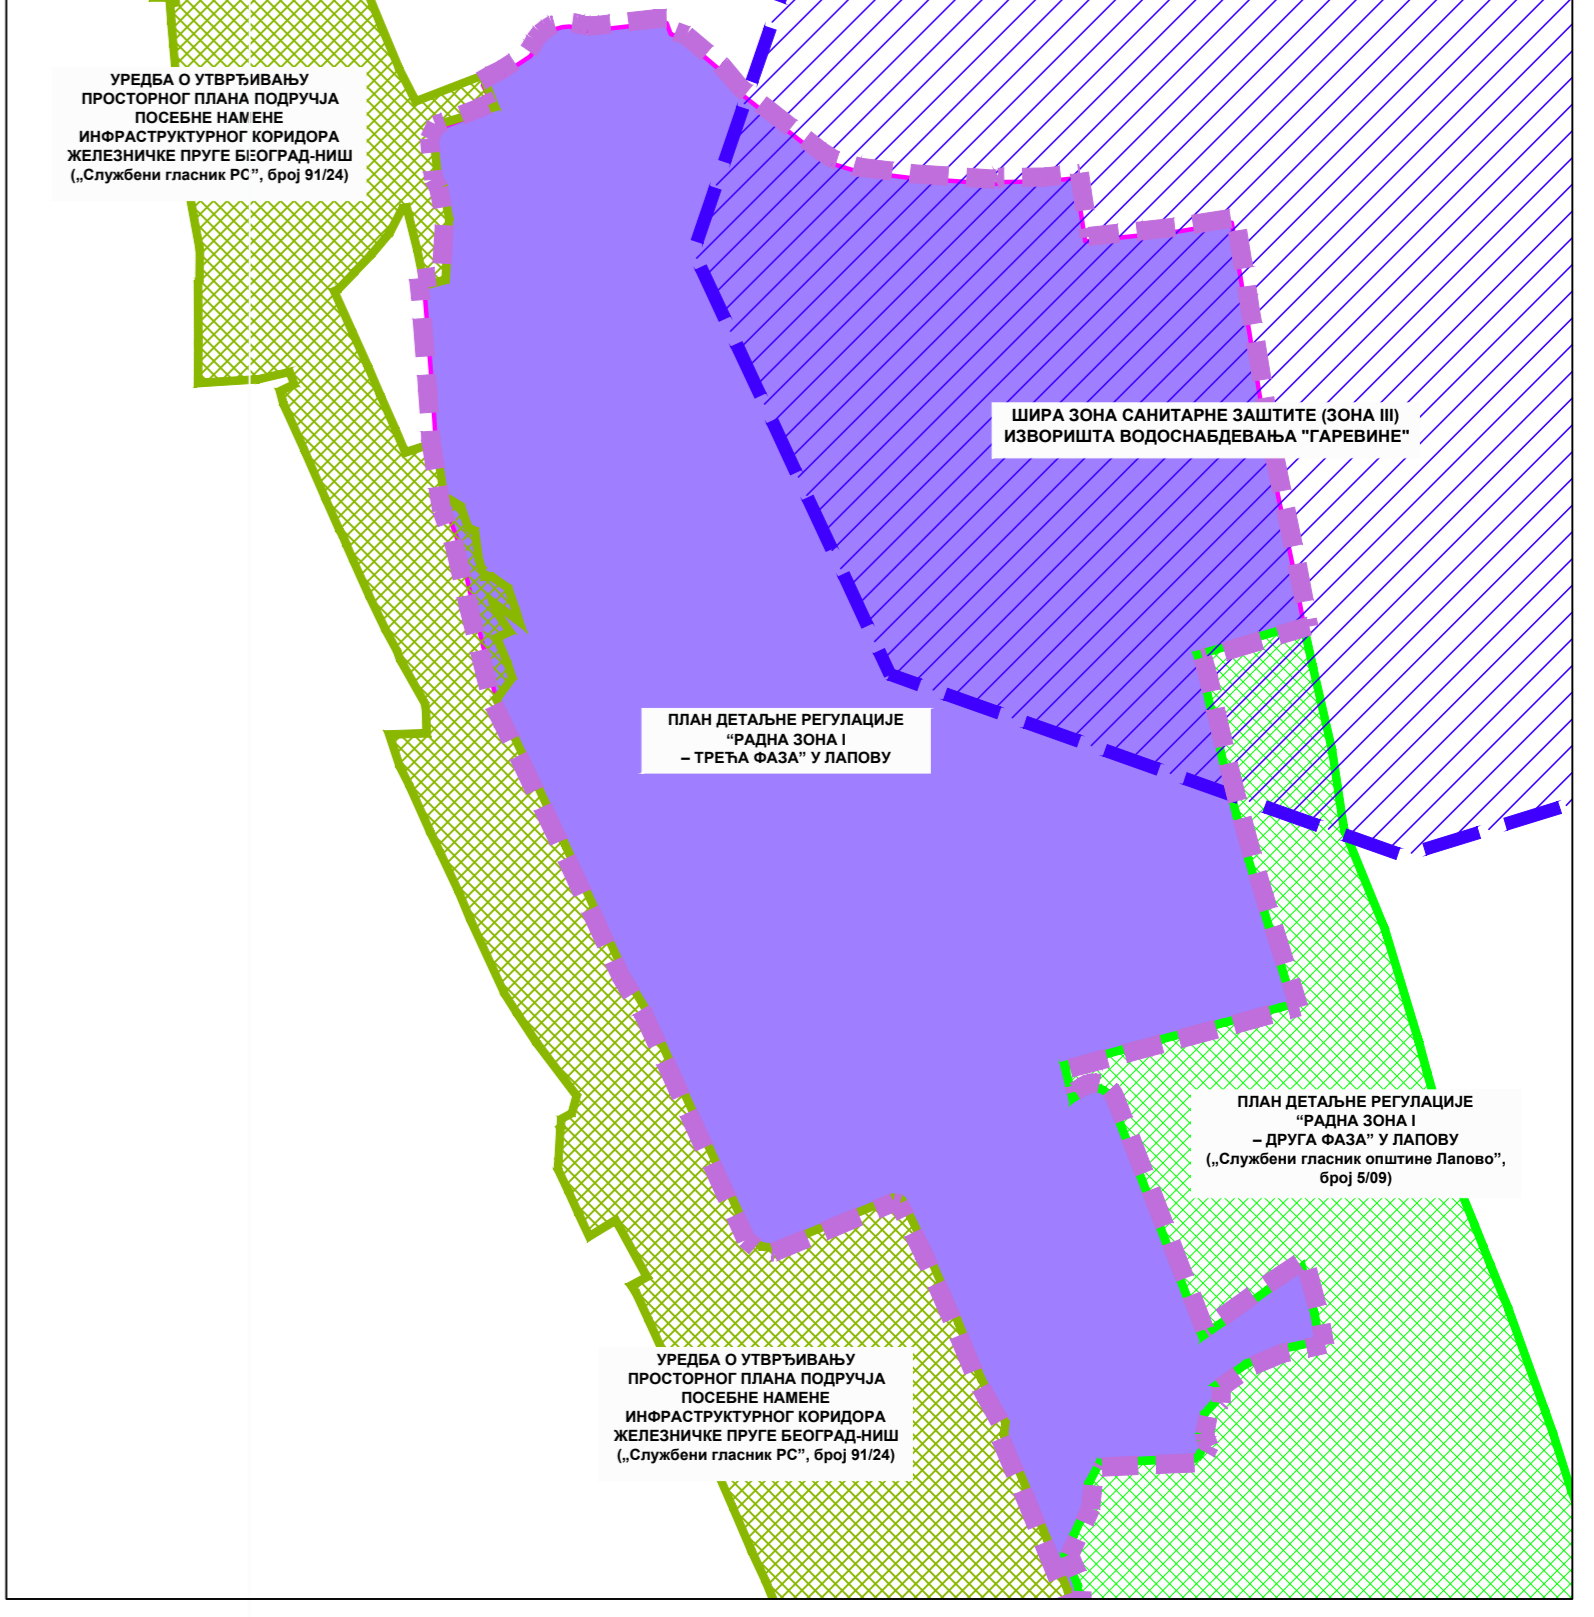 УРЕДБА О УТВРЂИВАЊУ
ПРОСТОРНОГ ПЛАНА ПОДРУЧЈА
ПОСЕБНЕ НАМЕНЕ
ИНФРАСТРУКТУРНОГ КОРИДОРА
ЖЕЛЕЗНИЧКЕ ПРУГЕ БЕОГРАД-НИШ
(„Службени гласник РС”, број 91/24)
ШИРА ЗОНА САНИТАРНЕ ЗАШТИТЕ (ЗОНА III)
ИЗВОРИШТА ВОДОСНАБДЕВАЊА "ГАРЕВИНЕ"
ПЛАН ДЕТАЉНЕ РЕГУЛАЦИЈЕ
“РАДНА ЗОНА I
– ТРЕЋА ФАЗА” У ЛАПОВУ
ПЛАН ДЕТАЉНЕ РЕГУЛАЦИЈЕ
“РАДНА ЗОНА I
– ДРУГА ФАЗА” У ЛАПОВУ
(„Службени гласник општине Лапово”,
број 5/09)
УРЕДБА О УТВРЂИВАЊУ
ПРОСТОРНОГ ПЛАНА ПОДРУЧЈА
ПОСЕБНЕ НАМЕНЕ
ИНФРАСТРУКТУРНОГ КОРИДОРА
ЖЕЛЕЗНИЧКЕ ПРУГЕ БЕОГРАД-НИШ
(„Службени гласник РС”, број 91/24)